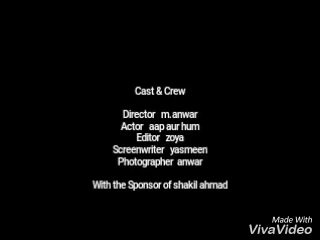 Cast & Crew
Director m.anwar
Actor aap aur hum
Editor zoya
Screenwriter yasmeen
Photographer anwar
With the Sponsor of shakil ahmad
Made With
VivaVideo